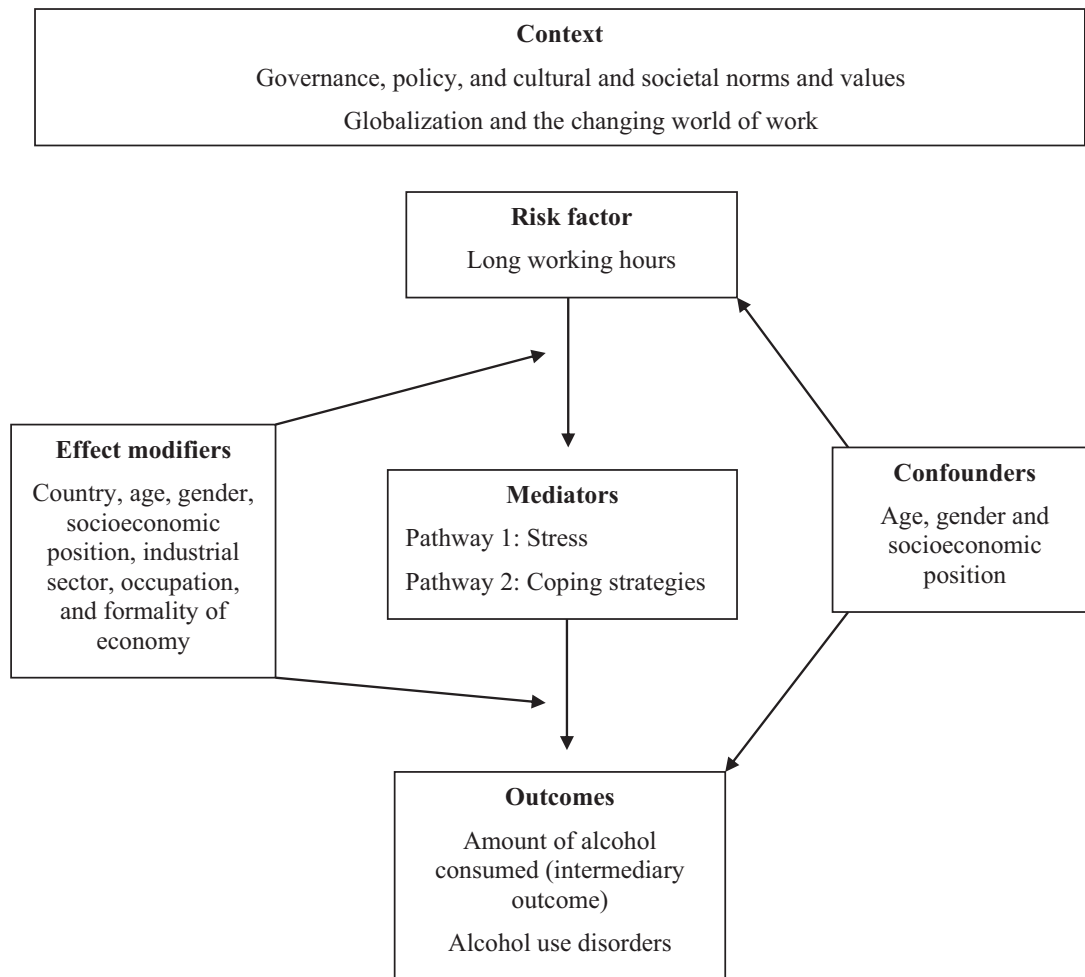 Context
Governance, policy, and cultural and societal norms and values
Globalization and the changing world of work
Risk factor
Long working hours
Effect modifiers
Country, age, gender,
socioeconomic
position, industrial
sector, occupation,
and formality of
economy
Mediators
Pathway 1: Stress
Pathway 2: Coping strategies
Confounders
Age, gender and
socioeconomic
position
Outcomes
Amount of alcohol
consumed (intermediary
outcome)
Alcohol use disorders